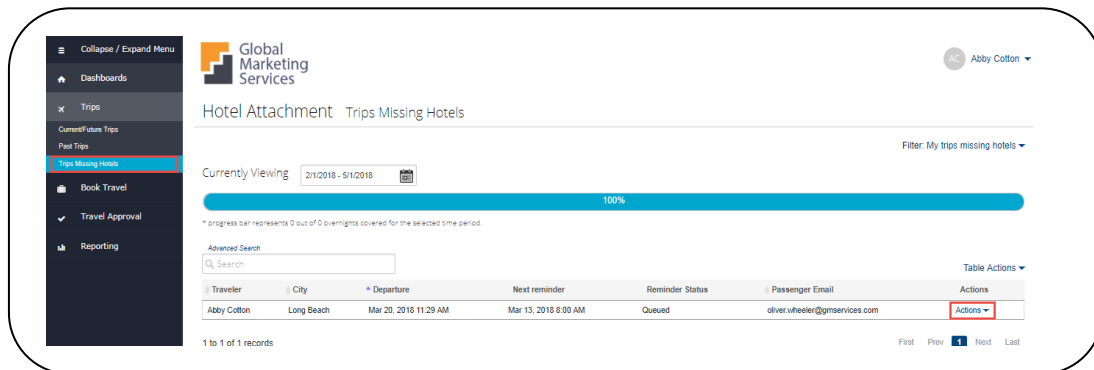 Collapse / Expand Menu
Dashboards
Trips
Current/Future Trips
Past Trips
Trips Missing Hotels
Book Travel
Travel Approval
Reporting
Global
Marketing
Services
AC Abby Cotton
Hotel Attachment Trips Missing Hotels
Filter: My trips missing hotels
Currently Viewing 2/1/2018 - 5/1/2018
100%
* progress bar represents 0 out of 0 overnights covered for the selected time period.
Advanced Search
Search
Table Actions
Traveler City Departure Next reminder Reminder Status Passenger Email Actions
Abby Cotton Long Beach Mar 20, 2018 11:29 AM Mar 13, 2018 8:00 AM Queued oliver.wheeler@gmservices.com Actions
1 to 1 of 1 records First Prev 1 Next Last